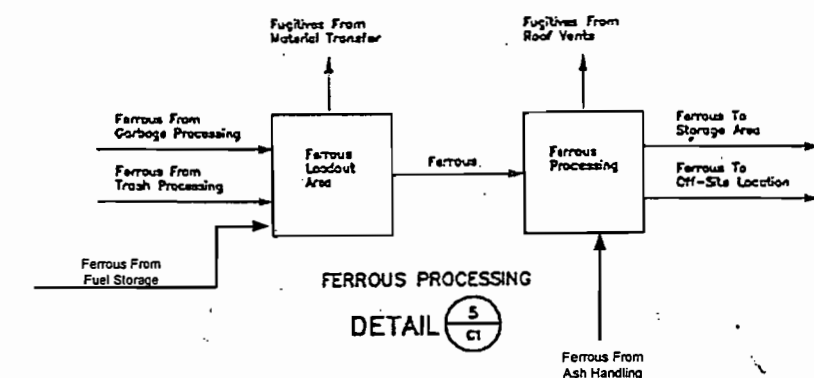 Fugitives From
Material Transfer
Fugitives From
Roof Vents
Ferrous From
Garbage Processing
Ferrous From
Trash Processing
Ferrous From
Fuel Storage
Ferrous
Loadout
Area
Ferrous
Ferrous
Processing
Ferrous To
Storage Area
Ferrous To
Off-Site Location
FERROUS PROCESSING
DETAIL
5
C1
Ferrous From
Ash Handling